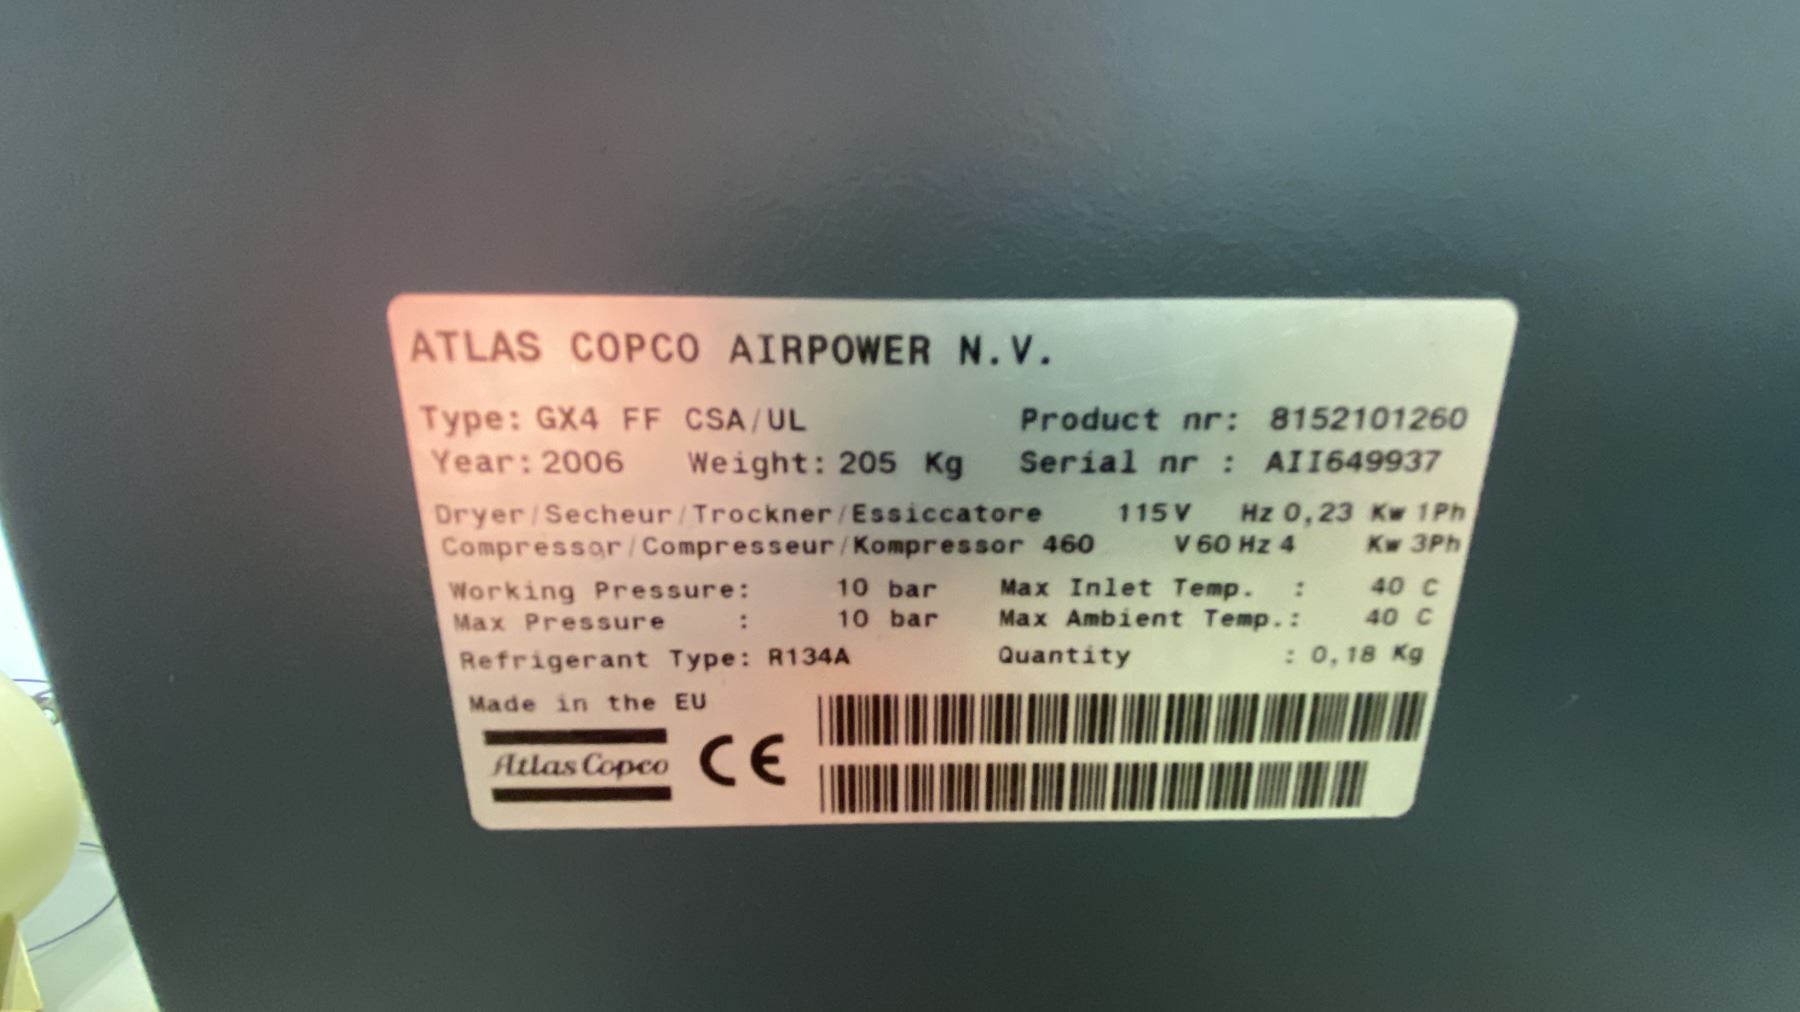 ATLAS COPCO AIRPOWER N.V.
Type: GX4 FF CSA/UL Product nr: 8152101260
Year: 2006 Weight: 205 Kg Serial nr : AII649937
Dryer/Secheur/Trockner/Essiccatore 115V Hz 0,23 Kw 1Ph
Compressor/Compresseur/Kompressor 460 V 60 Hz 4 Kw 3Ph
Working Pressure: 10 bar Max Inlet Temp. : 40 C
Max Pressure : 10 bar Max Ambient Temp.: 40 C
Refrigerant Type: R134A Quantity : 0,18 Kg
Made in the EU
Atlas Copco CE